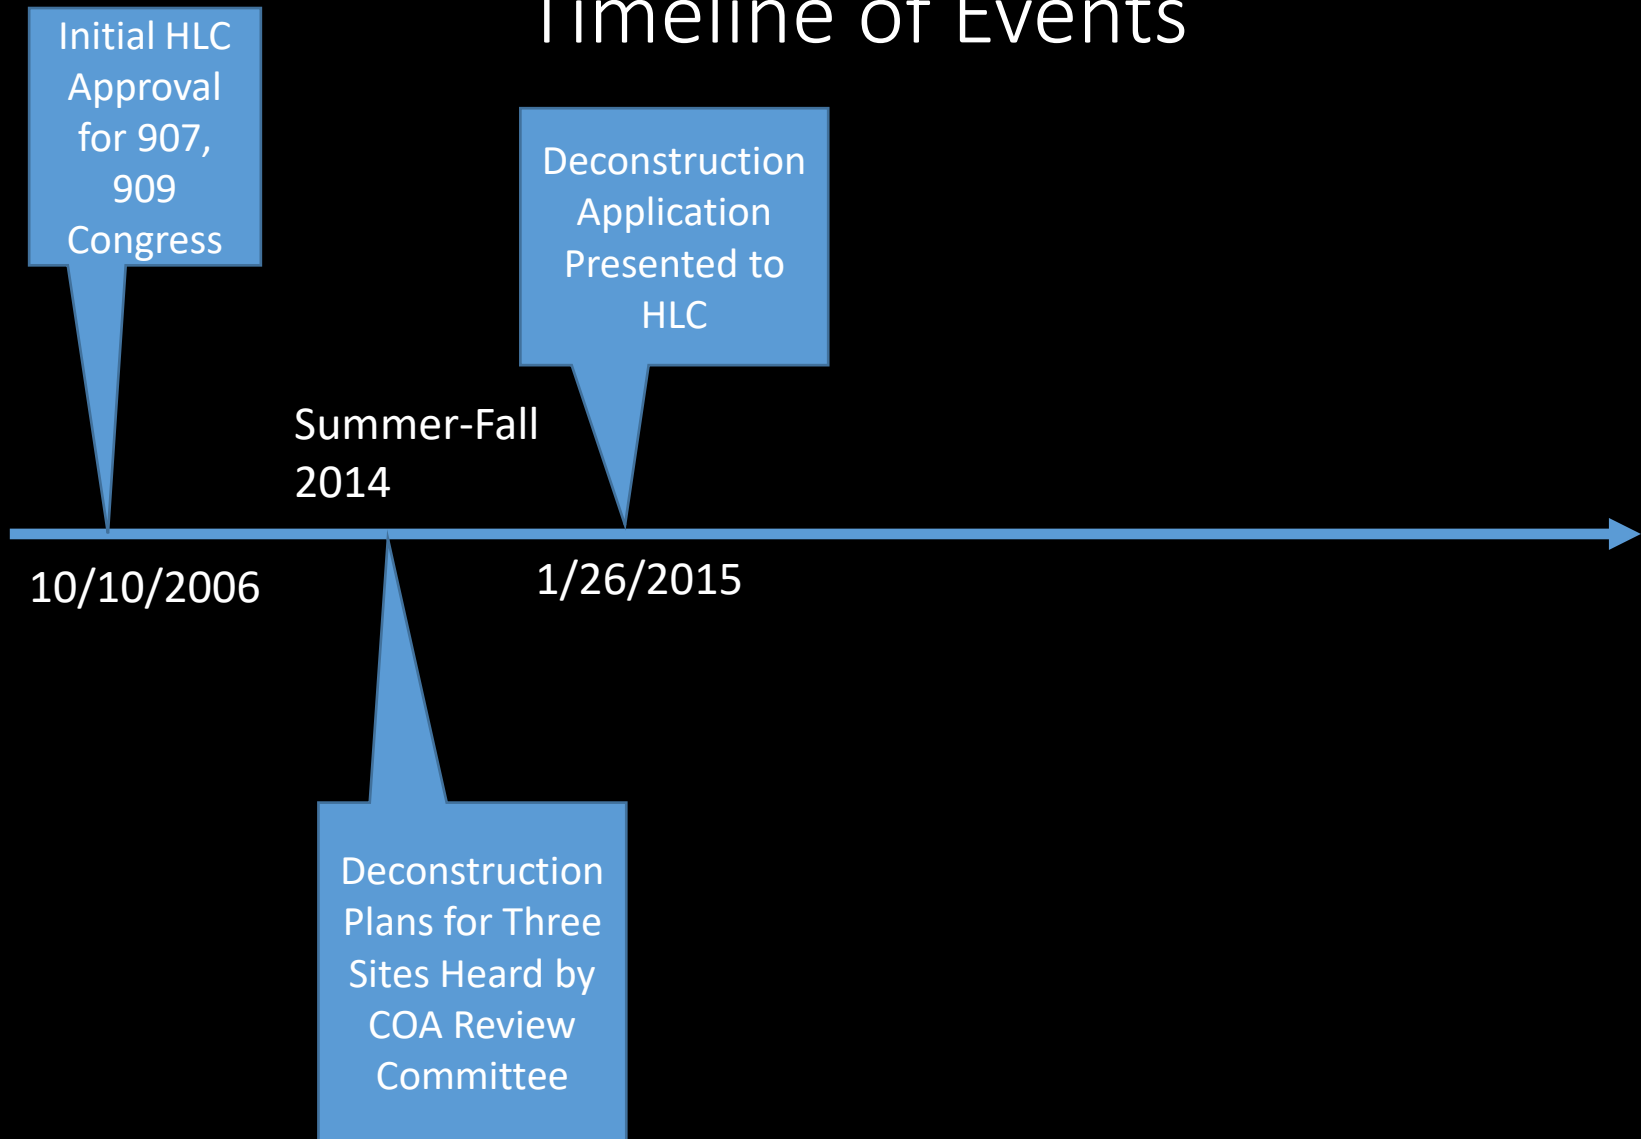 Timeline of Events
Initial HLC
Approval
for 907,
909
Congress
Deconstruction
Application
Presented to
HLC
Summer-Fall
2014
10/10/2006
1/26/2015
Deconstruction
Plans for Three
Sites Heard by
COA Review
Committee